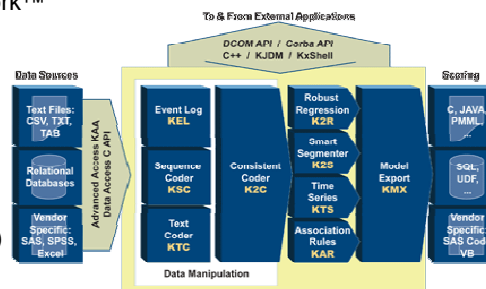 ork™
To & From External Applications
DCOM API / Corba API
C++ / KJDM / KxShell
Data Sources
Scoring
Text Files:
CSV, TXT,
TAB
Relational
Databases
Vendor
Specific:
SAS, SPSS,
Excel
Advanced Access KAA
Data Access C API
Event Log
KEL
Sequence
Coder
KSC
Text
Coder
KTC
Consistent
Coder
K2C
Data Manipulation
Robust
Regression
K2R
Smart
Segmenter
K2S
Time
Series
KTS
Association
Rules
KAR
Model
Export
KMX
C, JAVA,
PMML,
...
SQL,
UDF,
...
Vendor
Specific:
SAS Code
VB
)